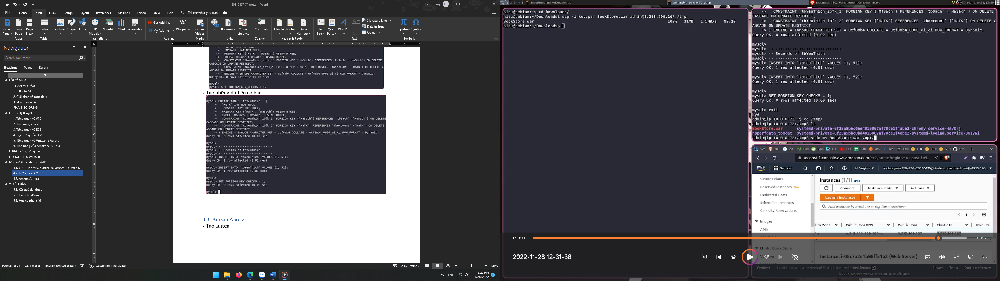 20110467 (1).docx - Word
Hieu Trung
HT
File
Home
Insert
Draw
Design
Layout
References
Mailings
Review
View
Help
Tell me what you want to do
Cover Page
Blank Page
Page Break
Pages
Table
Tables
Pictures
Shapes
Icons
3D Models
SmartArt
Chart
Screenshot
Illustrations
Get Add-ins
My Add-ins
Wikipedia
Add-ins
Online Videos
Media
Link
Bookmark
Cross-reference
Links
Comment
Comments
Header
Footer
Page Number
Header & Footer
Text Box
Quick Parts
WordArt
Drop Cap
Signature Line
Date & Time
Object
Text
Equation
Symbol
Symbols
Navigation
Search document
Headings
Pages
Results
LỜI CẢM ƠN
PHẦN MỞ ĐẦU
1. Đặt vấn đề:
2. Giải pháp và mục tiêu:
3. Phạm vi đề tài:
PHẦN NỘI DUNG
I. Cơ sở lý thuyết
1. Tổng quan về VPC
2. Tính năng của VPC
3. Tổng quan về EC2
4. Đặc trưng của EC2
5. Tổng quan về Amazone Aurora
6. Tính năng của Amazone Aurora
II. Phân công công việc
III. GIỚI THIỆU WEBSITE
IV. Cài đặt các dịch vụ AWS
4.1. VPC - Tạo VPC public: 10.0.0.0/24 – private 1...
4.2. EC2 - Tạo EC2
4.3. Amzon Aurora
V. KẾT LUẬN
5.1. Kết quả đạt được
5.2. Hạn chế đồ án
5.3. Hướng phát triển
-> `MaSach` int NOT NULL,
-> PRIMARY KEY (`MaTK`, `MaSach`) USING BTREE,
-> INDEX `MaSach`(`MaSach`) USING BTREE,
-> CONSTRAINT `tbYeuThich_ibfk_1` FOREIGN KEY (`MaSach`) REFERENCES `tbSach` (`MaSach`) ON DELETE
CASCADE ON UPDATE RESTRICT,
-> CONSTRAINT `tbYeuThich_ibfk_2` FOREIGN KEY (`MaTK`) REFERENCES `tbAccount` (`MaTK`) ON DELETE C
ASCADE ON UPDATE RESTRICT
-> ) ENGINE = InnoDB CHARACTER SET = utf8mb4 COLLATE = utf8mb4_0900_ai_ci ROW_FORMAT = Dynamic;
Query OK, 0 rows affected (0.03 sec)
mysql>
mysql> SET FOREIGN_KEY_CHECKS = 1;
- Tạo những dữ liệu cơ bản
mysql> CREATE TABLE `tbYeuThich` (
-> `MaTK` int NOT NULL,
-> `MaSach` int NOT NULL,
-> PRIMARY KEY (`MaTK`, `MaSach`) USING BTREE,
-> INDEX `MaSach`(`MaSach`) USING BTREE,
-> CONSTRAINT `tbYeuThich_ibfk_1` FOREIGN KEY (`MaSach`) REFERENCES `tbSach` (`MaSach`) ON DELETE
CASCADE ON UPDATE RESTRICT,
-> CONSTRAINT `tbYeuThich_ibfk_2` FOREIGN KEY (`MaTK`) REFERENCES `tbAccount` (`MaTK`) ON DELETE
ASCADE ON UPDATE RESTRICT
-> ) ENGINE = InnoDB CHARACTER SET = utf8mb4 COLLATE = utf8mb4_0900_ai_ci ROW_FORMAT = Dynamic;
Query OK, 0 rows affected (0.02 sec)
mysql>
mysql> -- ----------------------------
mysql> -- Records of tbYeuThich
mysql> -- ----------------------------
mysql> INSERT INTO `tbYeuThich` VALUES (1, 51);
Query OK, 1 row affected (0.01 sec)
mysql> INSERT INTO `tbYeuThich` VALUES (1, 52);
Query OK, 1 row affected (0.01 sec)
mysql>
mysql> SET FOREIGN_KEY_CHECKS = 1;
Query OK, 0 rows affected (0.00 sec)
mysql>
4.3. Amzon Aurora
- Tạo aurora
Page 21 of 24
2374 words
English (United States)
Accessibility: Investigate
Display Settings
120%
ENG
2:29 PM
11/28/2022
1
1 2 3 4 5
hieu@debian: ~/Downloads
admin@ip-10-0-0-72: /tmp
Instances | EC2 Management Console - Brave
Mon Nov 28, 12:50
hieu@debian:~$ cd Downloads/
hieu@debian:~/Downloads$ scp -i key.pem BookStore.war admin@3.213.209.107:/tmp
BookStore.war 100% 31MB 1.5MB/s 00:20
hieu@debian:~/Downloads$
-> CONSTRAINT `tbYeuThich_ibfk_1` FOREIGN KEY (`MaSach`) REFERENCES `tbSach` (`MaSach`) ON DELETE
CASCADE ON UPDATE RESTRICT,
-> CONSTRAINT `tbYeuThich_ibfk_2` FOREIGN KEY (`MaTK`) REFERENCES `tbAccount` (`MaTK`) ON DELETE C
ASCADE ON UPDATE RESTRICT
-> ) ENGINE = InnoDB CHARACTER SET = utf8mb4 COLLATE = utf8mb4_0900_ai_ci ROW_FORMAT = Dynamic;
Query OK, 0 rows affected (0.02 sec)
mysql>
mysql> -- ----------------------------
mysql> -- Records of tbYeuThich
mysql> -- ----------------------------
mysql> INSERT INTO `tbYeuThich` VALUES (1, 51);
Query OK, 1 row affected (0.01 sec)
mysql> INSERT INTO `tbYeuThich` VALUES (1, 52);
Query OK, 1 row affected (0.01 sec)
mysql>
mysql> SET FOREIGN_KEY_CHECKS = 1;
Query OK, 0 rows affected (0.00 sec)
mysql> exit
Bye
admin@ip-10-0-0-72:~$ cd /tmp/
admin@ip-10-0-0-72:/tmp$ ls
BookStore.war systemd-private-6f25a5bbc0bd4815867af78ce1f4abe2-chrony.service-4aVSrj
hsperfdata_tomcat systemd-private-6f25a5bbc0bd4815867af78ce1f4abe2-systemd-logind.service-3OsvNi
admin@ip-10-0-0-72:/tmp$ sudo mv BookStore.war /opt/
us-east-1.console.aws.amazon.com/ec2/home?region=us-east-1#I...
aws
Services
N. Virginia
voclabs/user2164734=20110479@student.hcmute.edu.vn @ 4915-105...
Savings Plans
Reserved Instances New
Dedicated Hosts
Scheduled Instances
Capacity Reservations
Images
AMIs
Elastic Block Store
Instances (1/1) Info
Connect
Instance state
Actions
Launch instances
Find instance by attribute or tag (case-sensitive)
1
ility Zone
Public IPv4 DNS
Public IPv4 ...
Elastic IP
IPv6 IPs
1a
ec2-3-213-209-107.co...
3.213.209.107
3.213.209.107
Instance: i-08c7a2e1b98ff51a2 (Web Server)
0:19:00
0:01:12
2022-11-28 12-31-38
10
30
Feedback
Looking for language selection? Find it in the new Unified Settings
Privacy
Terms
Cookie preferences
© 2022, Amazon Web Services, Inc. or its affiliates.